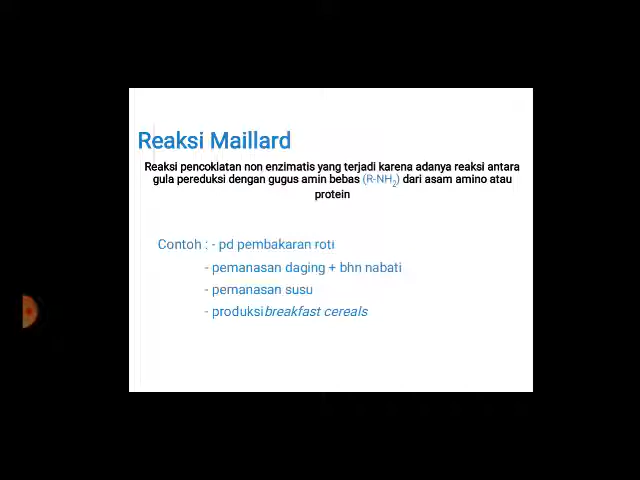 Reaksi Maillard
Reaksi pencoklatan non enzimatis yang terjadi karena adanya reaksi antara
gula pereduksi dengan gugus amin bebas (R-NH2) dari asam amino atau
protein
Contoh : - pd pembakaran roti
- pemanasan daging + bhn nabati
- pemanasan susu
- produksi breakfast cereals